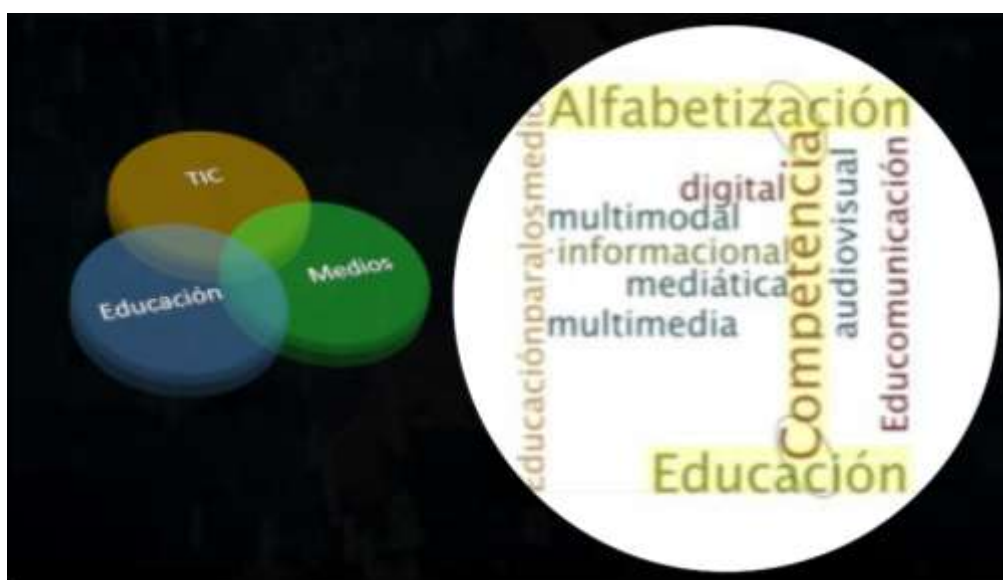 TIC
Medios
Educación
Alfabetización
digital
multimodal
informacional
mediática
multimedia
Educaciónparalosmedios
Competencia
audiovisual
Educomunicación
Educación